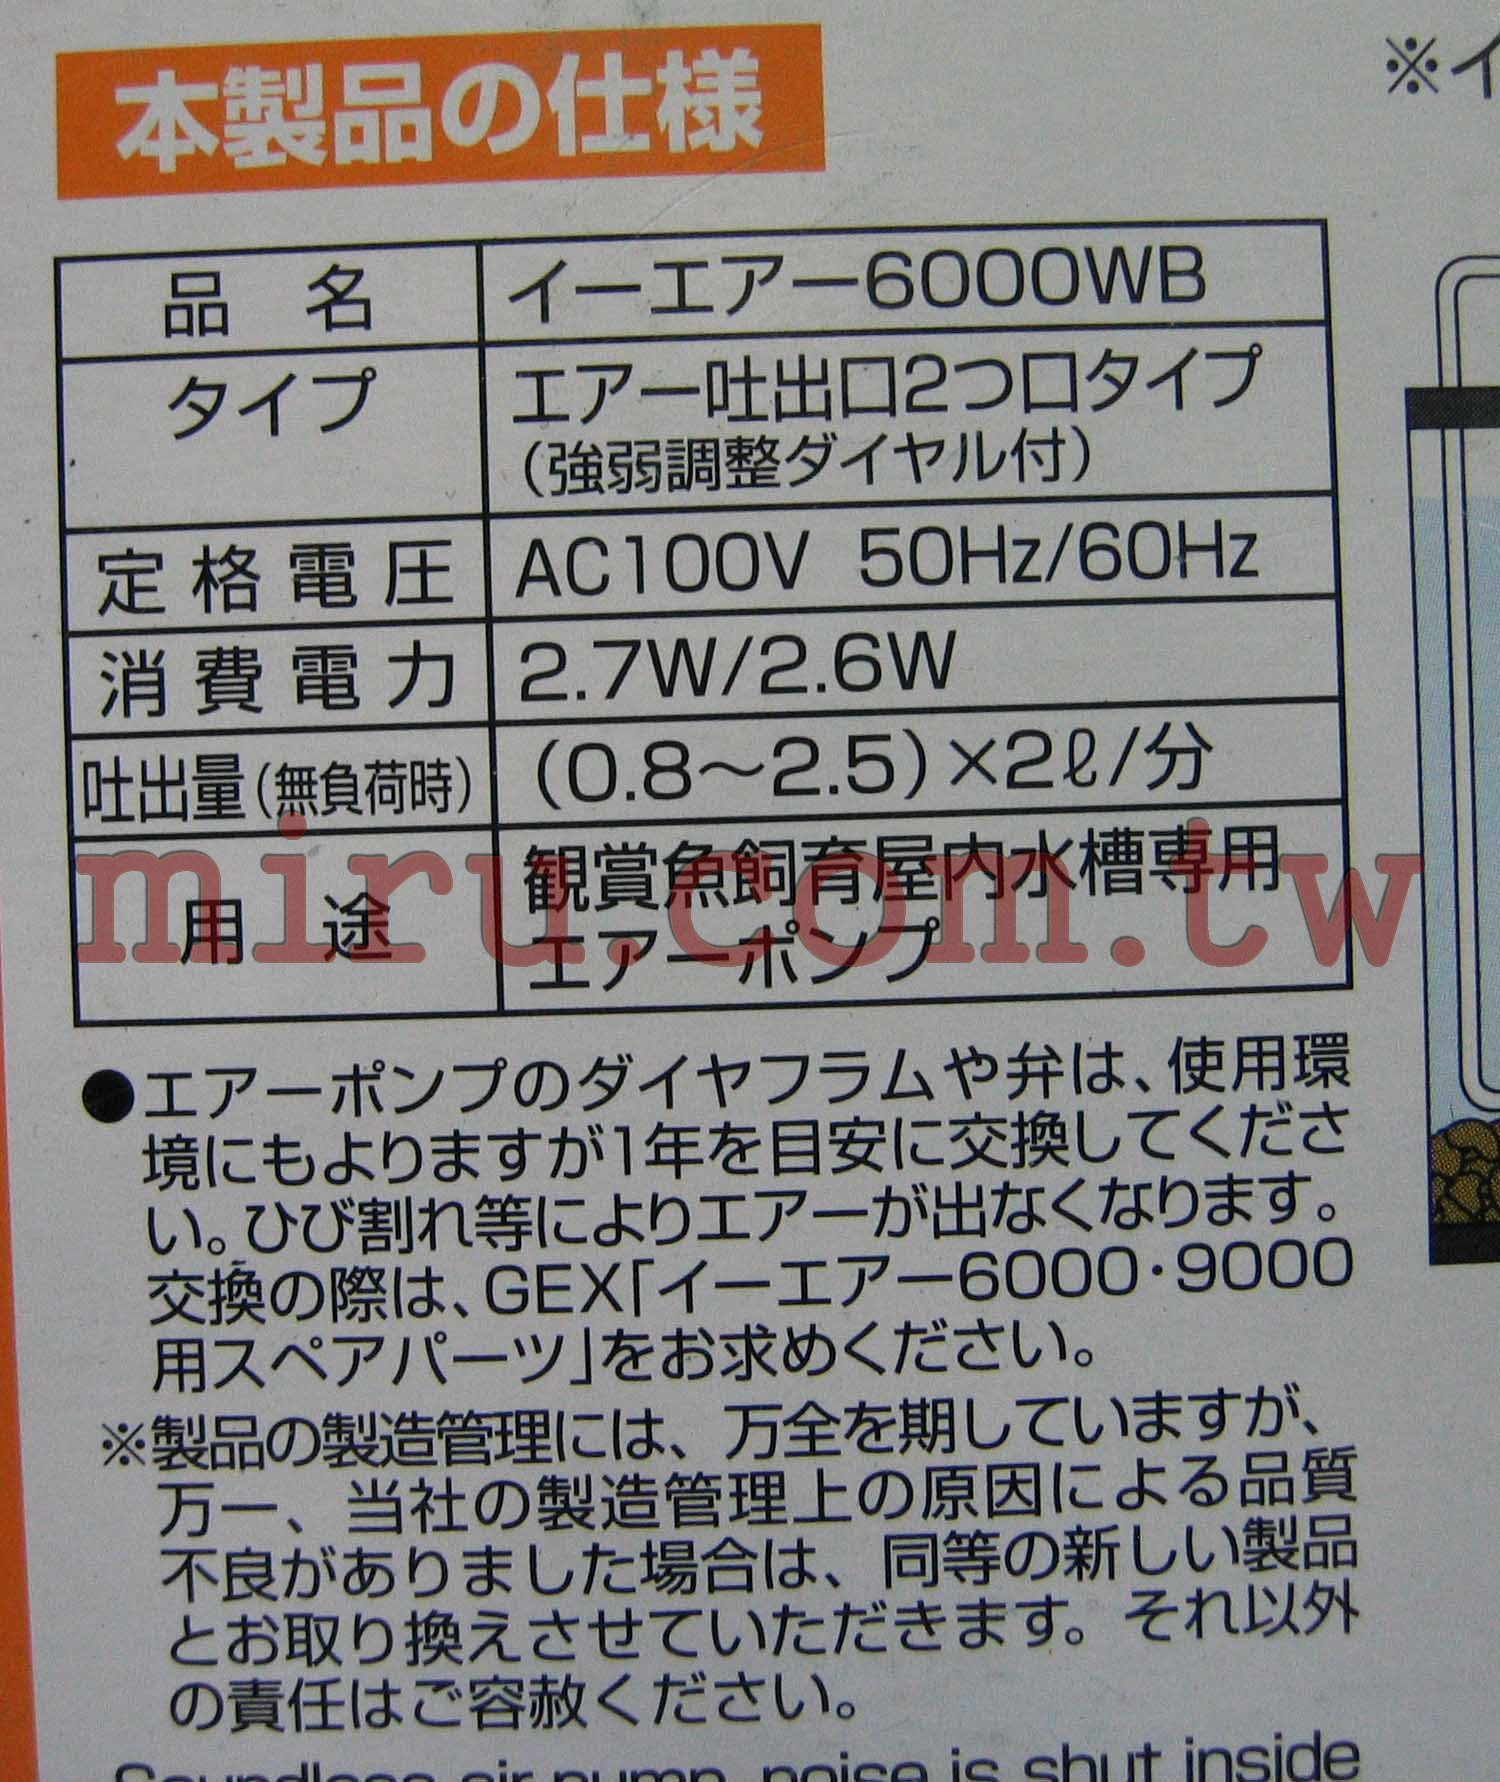 本製品の仕様
※イ
品名 イーエアー6000WB
タイプ エアー吐出口2つ口タイプ
(強弱調整ダイヤル付)
定格電圧 AC100V 50Hz/60Hz
消費電力 2.7W/2.6W
吐出量(無負荷時) (0.8〜2.5)×2ℓ/分
用途 観賞魚飼育屋内水槽専用
エアーポンプ
miru.com.tw
●エアーポンプのダイヤフラムや弁は、使用環
境にもよりますが1年を目安に交換してくださ
い。ひび割れ等によりエアーが出なくなります。
交換の際は、GEX「イーエアー6000・9000
用スペアパーツ」をお求めください。
※製品の製造管理には、万全を期していますが、
万一、当社の製造管理上の原因による品質
不良がありました場合は、同等の新しい製品
とお取り換えさせていただきます。それ以外
の責任はご容赦ください。
Soundless air pump, noise is shut inside